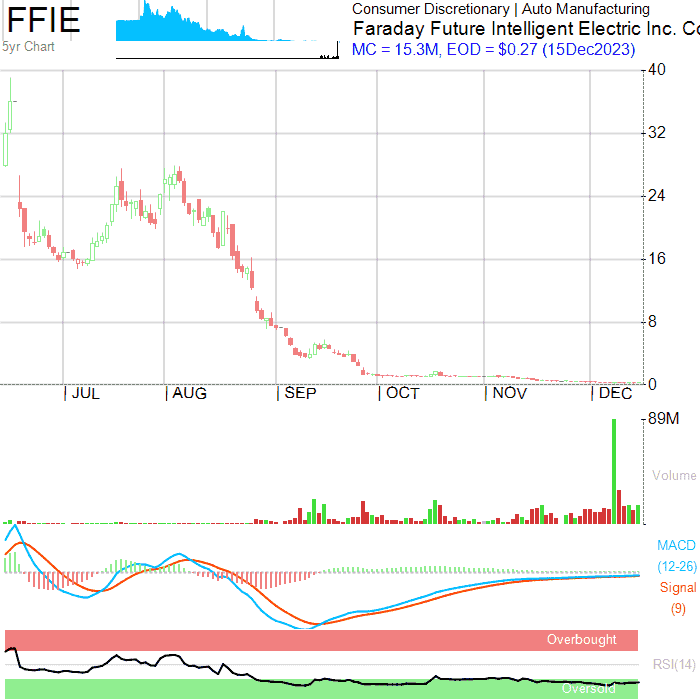 FFIE
5yr Chart
Consumer Discretionary | Auto Manufacturing
Faraday Future Intelligent Electric Inc. Co
MC = 15.3M, EOD = $0.27 (15Dec2023)
40
32
24
16
8
0
| JUL | AUG | SEP | OCT | NOV | DEC
89M
Volume
MACD
(12-26)
Signal
(9)
Overbought
RSI(14)
Oversold